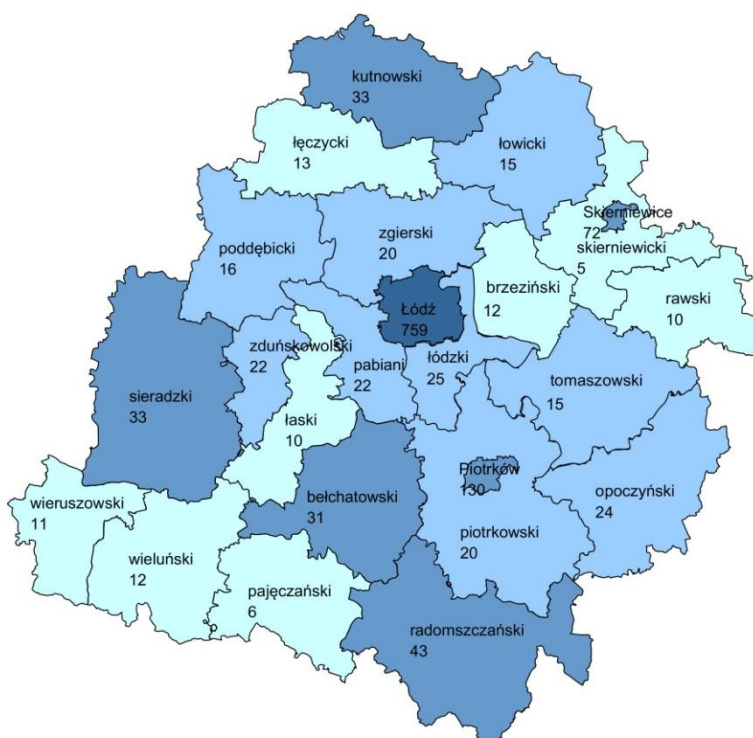 kutnowski
33
łęczycki
13
łowicki
15
Skierniewice
72
skierniewicki
5
zgierski
20
poddębicki
16
brzeziński
12
rawski
10
Łódź
759
zduńskowolski
22
pabiani
22
łódzki
25
tomaszowski
15
sieradzki
33
łaski
10
Piotrków
130
bełchatowski
31
opoczyński
24
wieruszowski
11
piotrkowski
20
wieluński
12
pajęczański
6
radomszczański
43